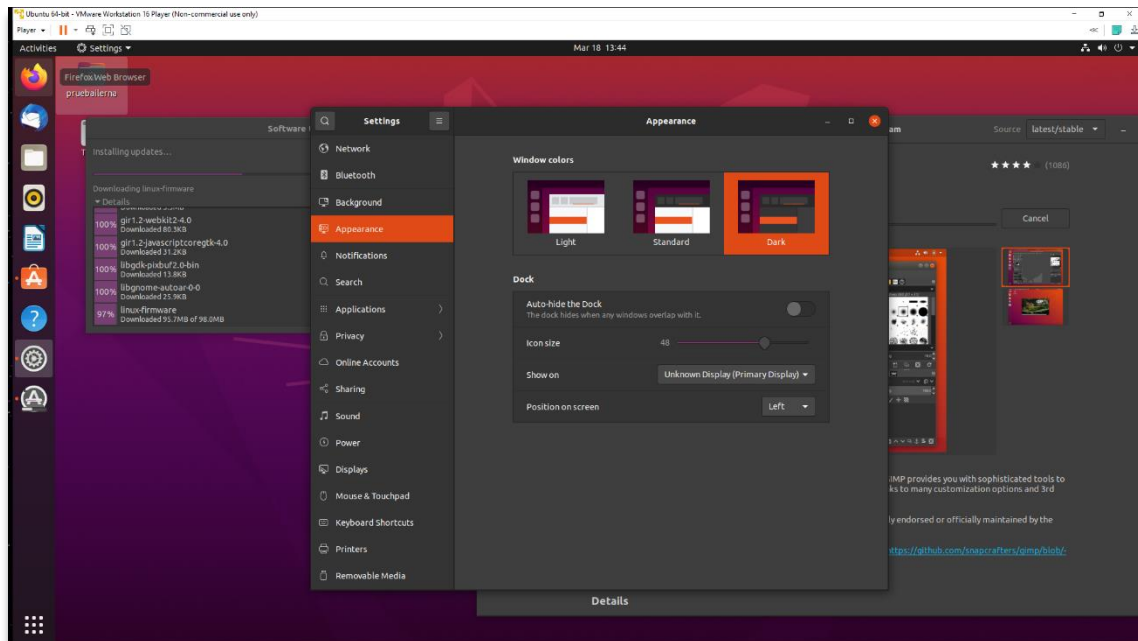 Ubuntu 64-bit - VMware Workstation 16 Player (Non-commercial use only)
Player
Activities
Settings
Mar 18 13:44
Firefox Web Browser
pruebailerna
Software
Installing updates...
Downloading linux-firmware
Details
100%
gir1.2-webkit2-4.0
Downloaded 80.3KB
100%
gir1.2-javascriptcoregtk-4.0
Downloaded 31.2KB
100%
libgdk-pixbuf2.0-bin
Downloaded 13.8KB
100%
libgnome-autoar-0-0
Downloaded 25.9KB
97%
linux-firmware
Downloaded 95.7MB of 98.0MB
Settings
Network
Bluetooth
Background
Appearance
Notifications
Search
Applications
Privacy
Online Accounts
Sharing
Sound
Power
Displays
Mouse & Touchpad
Keyboard Shortcuts
Printers
Removable Media
Appearance
Window colors
Light
Standard
Dark
Dock
Auto-hide the Dock
The dock hides when any windows overlap with it.
Icon size
48
Show on
Unknown Display (Primary Display)
Position on screen
Left
am
Source
latest/stable
(1086)
Cancel
IMP provides you with sophisticated tools to
ks to many customization options and 3rd
ly endorsed or officially maintained by the
https://github.com/snapcrafters/gimp/blob/-
Details